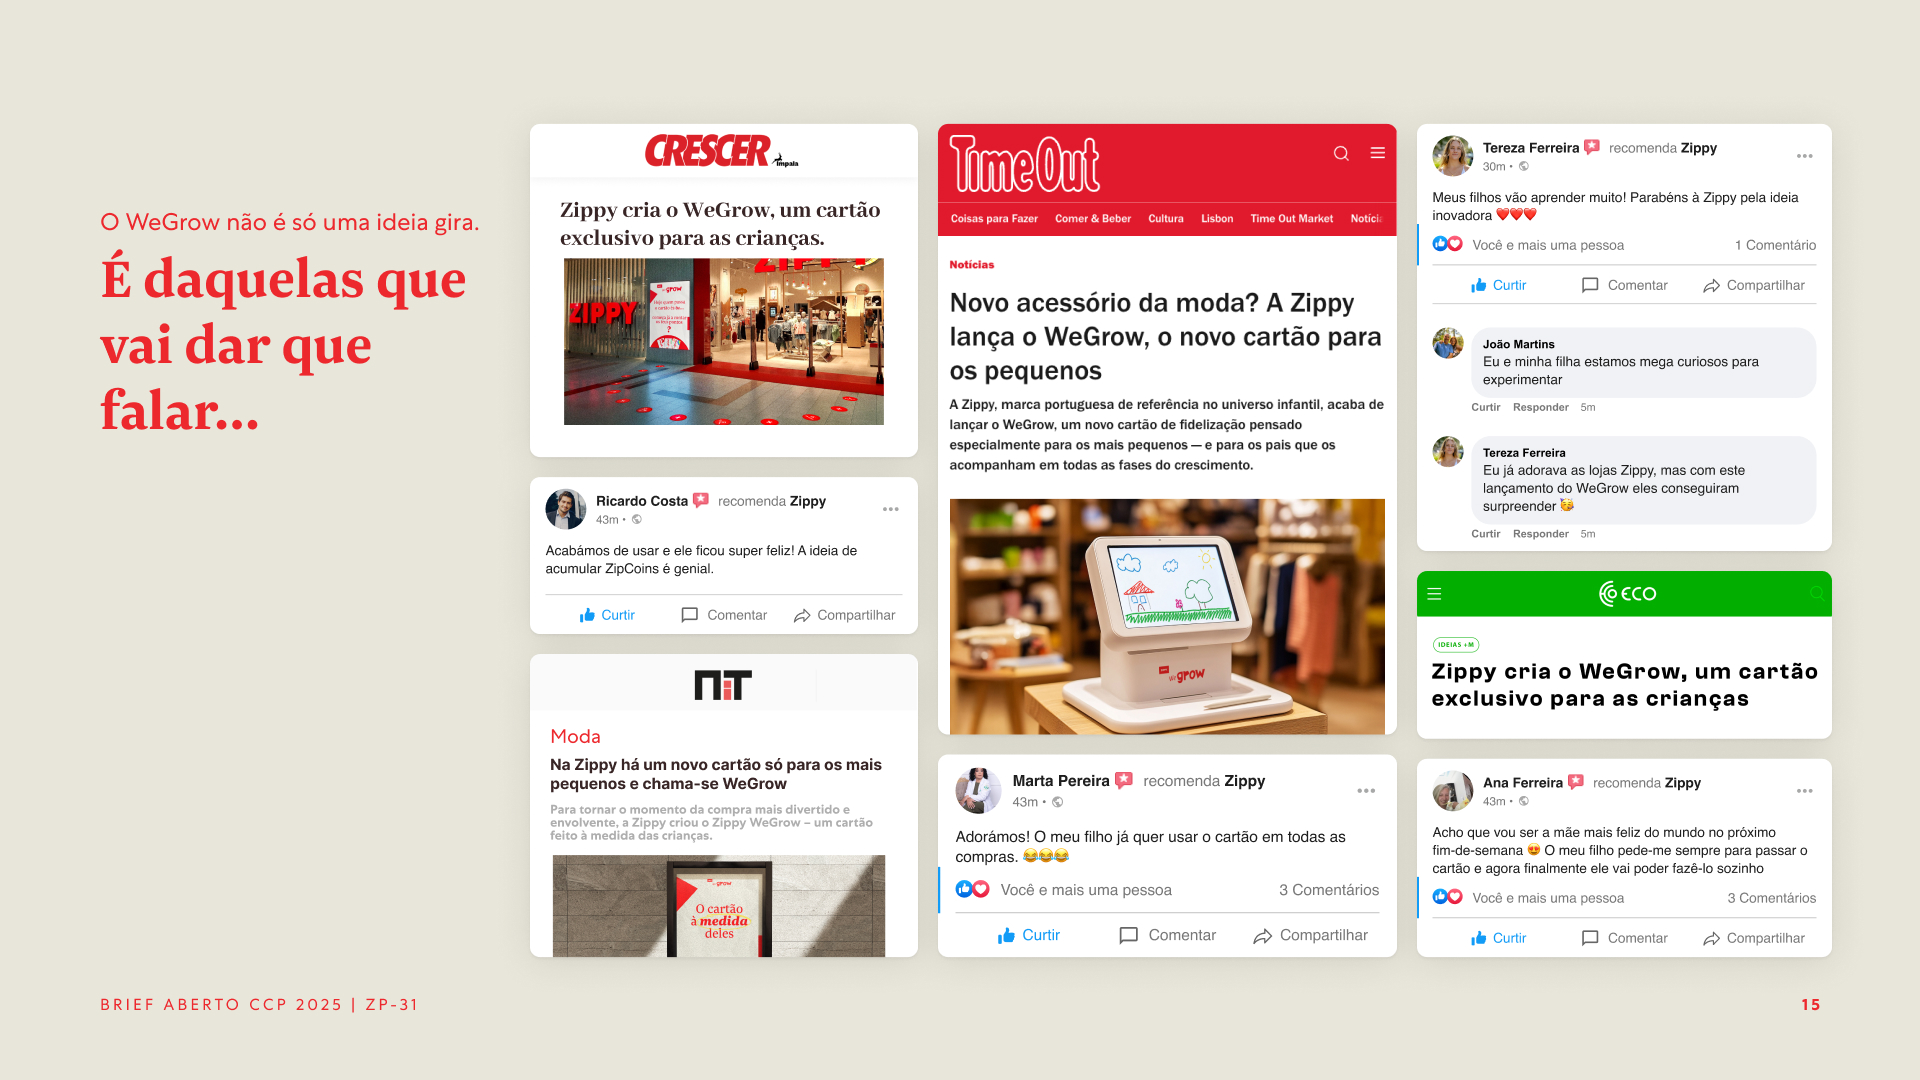 O WeGrow não é só uma ideia gira.
É daquelas que
vai dar que
falar...
CRESCER
impala
Zippy cria o WeGrow, um cartão
exclusivo para as crianças.
ZIPPY
ZIPPY
grow
Ricardo Costa recomenda Zippy
43m •
Acabámos de usar e ele ficou super feliz! A ideia de
acumular ZipCoins é genial.
Curtir Comentar Compartilhar
NiT
Moda
Na Zippy há um novo cartão só para os mais
pequenos e chama-se WeGrow
Para tornar o momento da compra mais divertido e
envolvente, a Zippy criou o Zippy WeGrow – um cartão
feito à medida das crianças.
grow
O cartão
à medida
deles
Time Out
Coisas para Fazer Comer & Beber Cultura Lisbon Time Out Market Notíci
Notícias
Novo acessório da moda? A Zippy
lança o WeGrow, o novo cartão para
os pequenos
A Zippy, marca portuguesa de referência no universo infantil, acaba de
lançar o WeGrow, um novo cartão de fidelização pensado
especialmente para os mais pequenos — e para os pais que os
acompanham em todas as fases do crescimento.
We grow
Marta Pereira recomenda Zippy
43m •
Adorámos! O meu filho já quer usar o cartão em todas as
compras. 😂😂😂
Você e mais uma pessoa 3 Comentários
Curtir Comentar Compartilhar
Tereza Ferreira recomenda Zippy
30m •
Meus filhos vão aprender muito! Parabéns à Zippy pela ideia
inovadora ❤️❤️❤️
Você e mais uma pessoa 1 Comentário
Curtir Comentar Compartilhar
João Martins
Eu e minha filha estamos mega curiosos para
experimentar
Curtir Responder 5m
Tereza Ferreira
Eu já adorava as lojas Zippy, mas com este
lançamento do WeGrow eles conseguiram
surpreender 🥳
Curtir Responder 5m
ECO
IDEIAS +M
Zippy cria o WeGrow, um cartão
exclusivo para as crianças
Ana Ferreira recomenda Zippy
43m •
Acho que vou ser a mãe mais feliz do mundo no próximo
fim-de-semana 😍 O meu filho pede-me sempre para passar o
cartão e agora finalmente ele vai poder fazê-lo sozinho
Você e mais uma pessoa 3 Comentários
Curtir Comentar Compartilhar
BRIEF ABERTO CCP 2025 | ZP-31
15